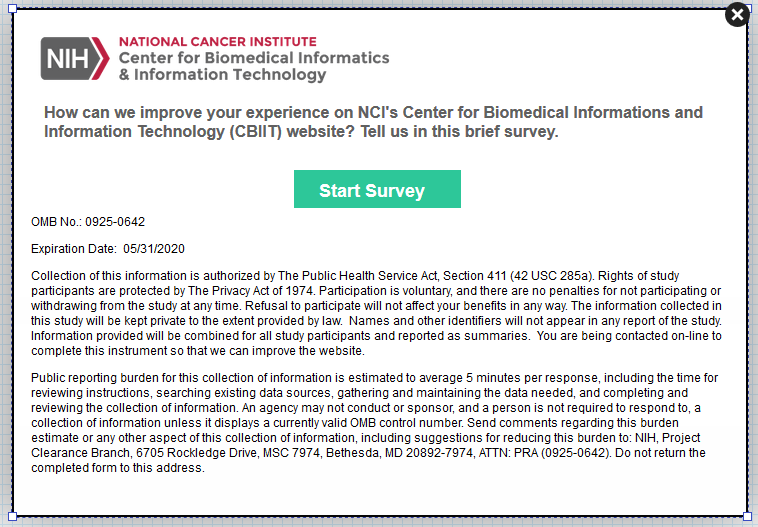 NIH
NATIONAL CANCER INSTITUTE
Center for Biomedical Informatics
& Information Technology
How can we improve your experience on NCI's Center for Biomedical Informations and
Information Technology (CBIIT) website? Tell us in this brief survey.
Start Survey
OMB No.: 0925-0642
Expiration Date: 05/31/2020
Collection of this information is authorized by The Public Health Service Act, Section 411 (42 USC 285a). Rights of study
participants are protected by The Privacy Act of 1974. Participation is voluntary, and there are no penalties for not participating or
withdrawing from the study at any time. Refusal to participate will not affect your benefits in any way. The information collected in
this study will be kept private to the extent provided by law. Names and other identifiers will not appear in any report of the study.
Information provided will be combined for all study participants and reported as summaries. You are being contacted on-line to
complete this instrument so that we can improve the website.
Public reporting burden for this collection of information is estimated to average 5 minutes per response, including the time for
reviewing instructions, searching existing data sources, gathering and maintaining the data needed, and completing and
reviewing the collection of information. An agency may not conduct or sponsor, and a person is not required to respond to, a
collection of information unless it displays a currently valid OMB control number. Send comments regarding this burden
estimate or any other aspect of this collection of information, including suggestions for reducing this burden to: NIH, Project
Clearance Branch, 6705 Rockledge Drive, MSC 7974, Bethesda, MD 20892-7974, ATTN: PRA (0925-0642). Do not return the
completed form to this address.